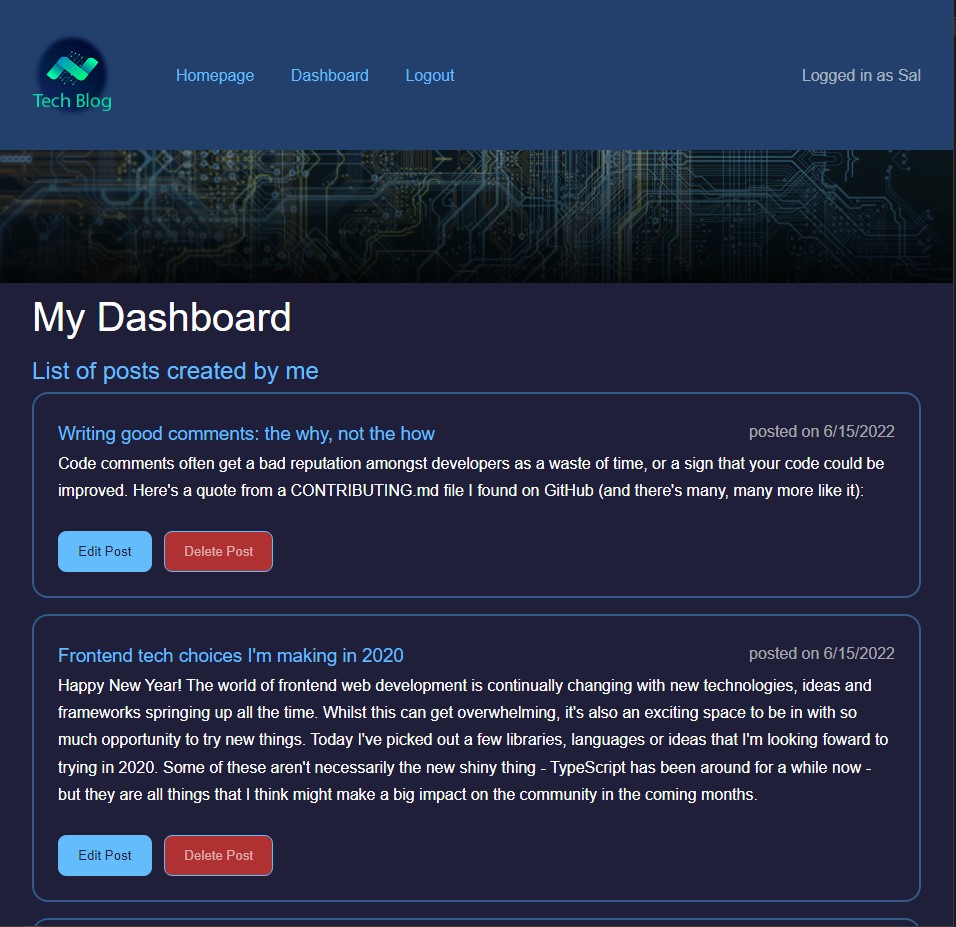 Tech Blog
Homepage Dashboard Logout Logged in as Sal
My Dashboard
List of posts created by me
Writing good comments: the why, not the how posted on 6/15/2022
Code comments often get a bad reputation amongst developers as a waste of time, or a sign that your code could be
improved. Here's a quote from a CONTRIBUTING.md file I found on GitHub (and there's many, many more like it):
Edit Post Delete Post
Frontend tech choices I'm making in 2020 posted on 6/15/2022
Happy New Year! The world of frontend web development is continually changing with new technologies, ideas and
frameworks springing up all the time. Whilst this can get overwhelming, it's also an exciting space to be in with so
much opportunity to try new things. Today I've picked out a few libraries, languages or ideas that I'm looking foward to
trying in 2020. Some of these aren't necessarily the new shiny thing - TypeScript has been around for a while now -
but they are all things that I think might make a big impact on the community in the coming months.
Edit Post Delete Post